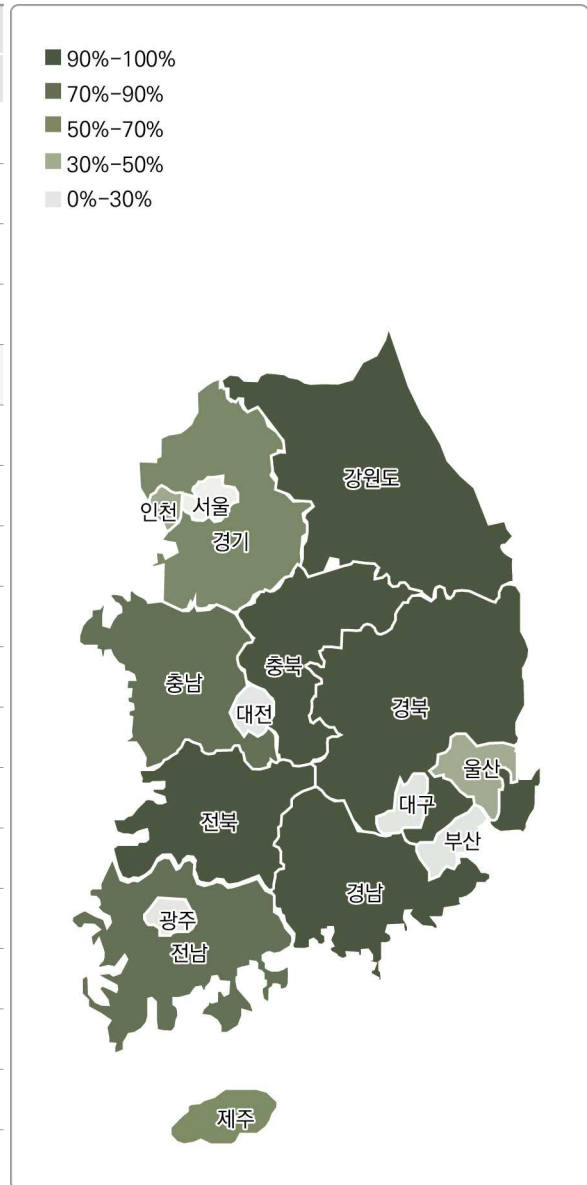 90%-100%
70%-90%
50%-70%
30%-50%
0%-30%
강원도
인천
서울
경기
충남
충북
대전
경북
울산
대구
전북
부산
경남
광주
전남
제주